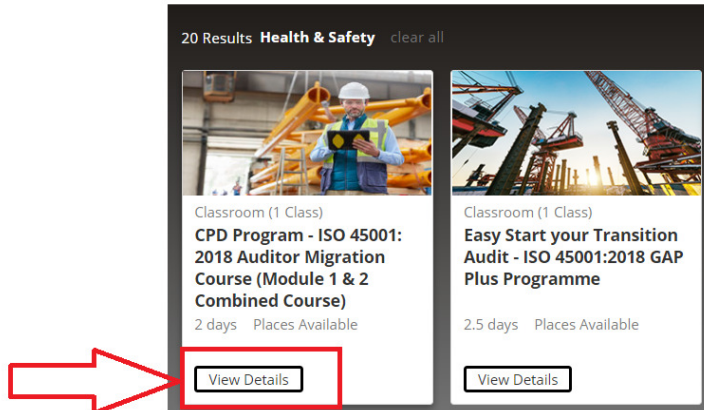 20 Results Health & Safety clear all
Classroom (1 Class)
CPD Program - ISO 45001:
2018 Auditor Migration
Course (Module 1 & 2
Combined Course)
2 days Places Available
View Details
Classroom (1 Class)
Easy Start your Transition
Audit - ISO 45001:2018 GAP
Plus Programme
2.5 days Places Available
View Details